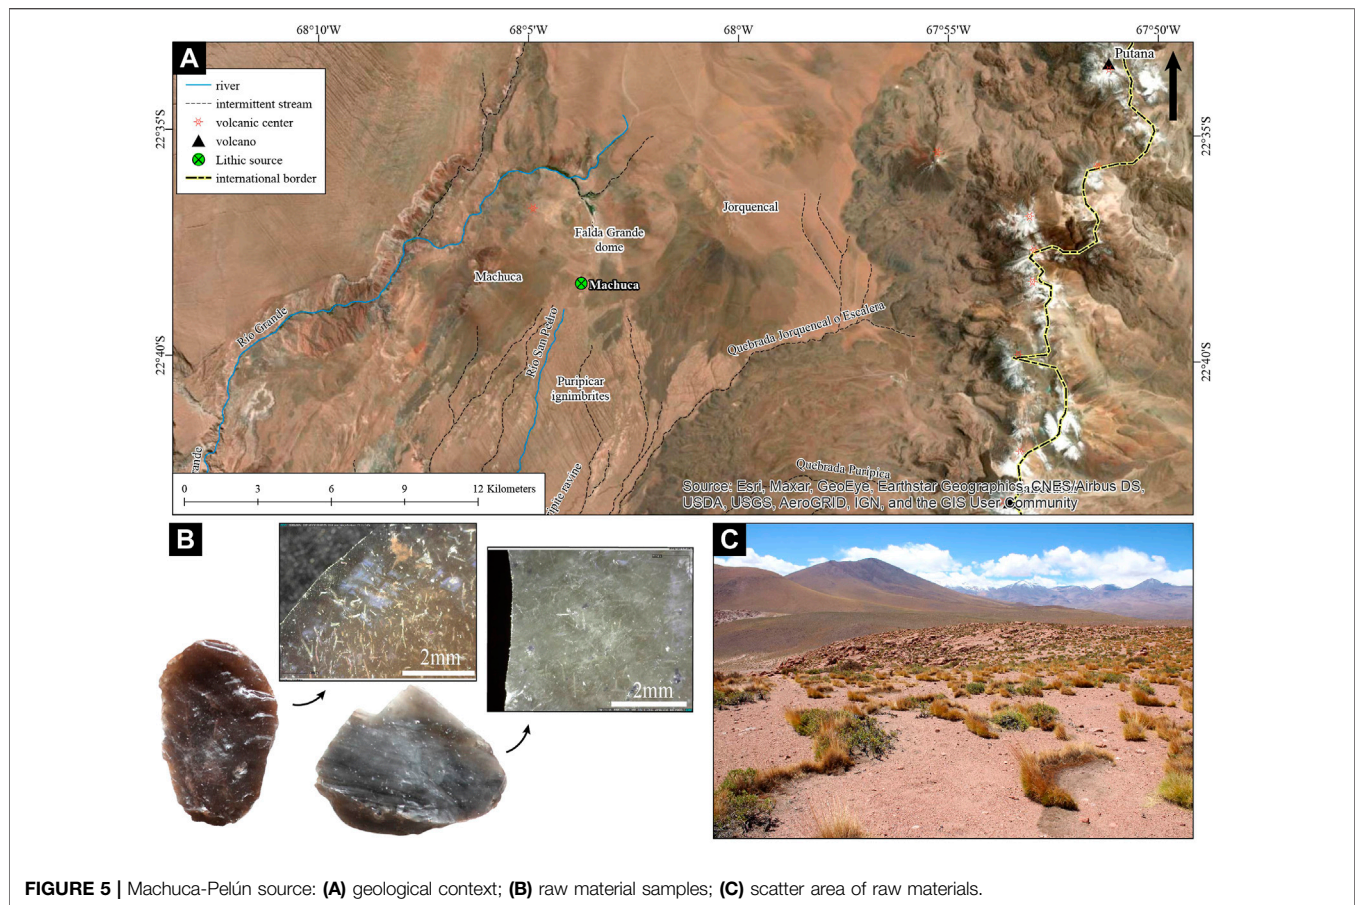 68°10'W 68°5'W 68°W 67°55'W 67°50'W
A
river
intermittent stream
volcanic center
volcano
Lithic source
international border
22°35'S
22°35'S
22°40'S
22°40'S
Putana
Jorquencal
Falda Grande
dome
Machuca
Machuca
Río Grande
Río San Pedro
Quebrada Jorquencal o Escalera
Puripicar
ignimbrites
Quebrada Puripica
0 3 6 9 12 Kilometers
Source: Esri, Maxar, GeoEye, Earthstar Geographics, CNES/Airbus DS,
USDA, USGS, AeroGRID, IGN, and the GIS User Community
B
2mm
2mm
C
FIGURE 5 | Machuca-Pelún source: (A) geological context; (B) raw material samples; (C) scatter area of raw materials.